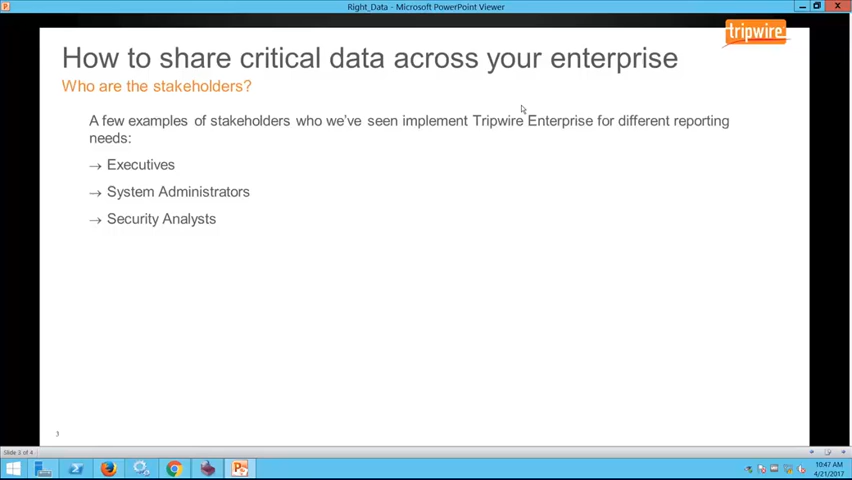 Right_Data - Microsoft PowerPoint Viewer
tripwire
How to share critical data across your enterprise
Who are the stakeholders?
A few examples of stakeholders who we've seen implement Tripwire Enterprise for different reporting
needs:
→ Executives
→ System Administrators
→ Security Analysts
3
Slide 3 of 4
10:47 AM
4/21/2017